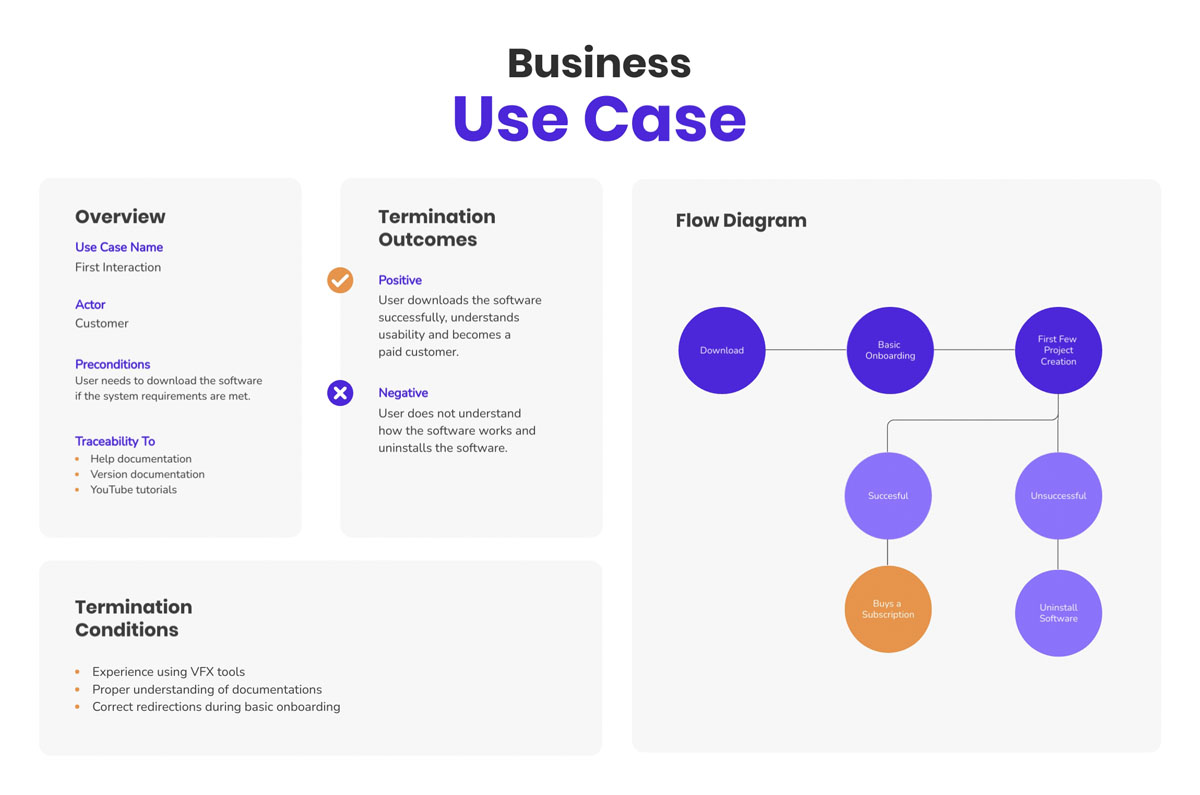 Business
Use Case
Overview
Use Case Name
First Interaction
Actor
Customer
Preconditions
User needs to download the software
if the system requirements are met.
Traceability To
Help documentation
Version documentation
YouTube tutorials
Termination
Outcomes
Positive
User downloads the software
successfully, understands
usability and becomes a
paid customer.
Negative
User does not understand
how the software works and
uninstalls the software.
Termination
Conditions
Experience using VFX tools
Proper understanding of documentations
Correct redirections during basic onboarding
Flow Diagram
Download
Basic
Onboarding
First Few
Project
Creation
Succesful
Unsuccessful
Buys a
Subscription
Uninstall
Software